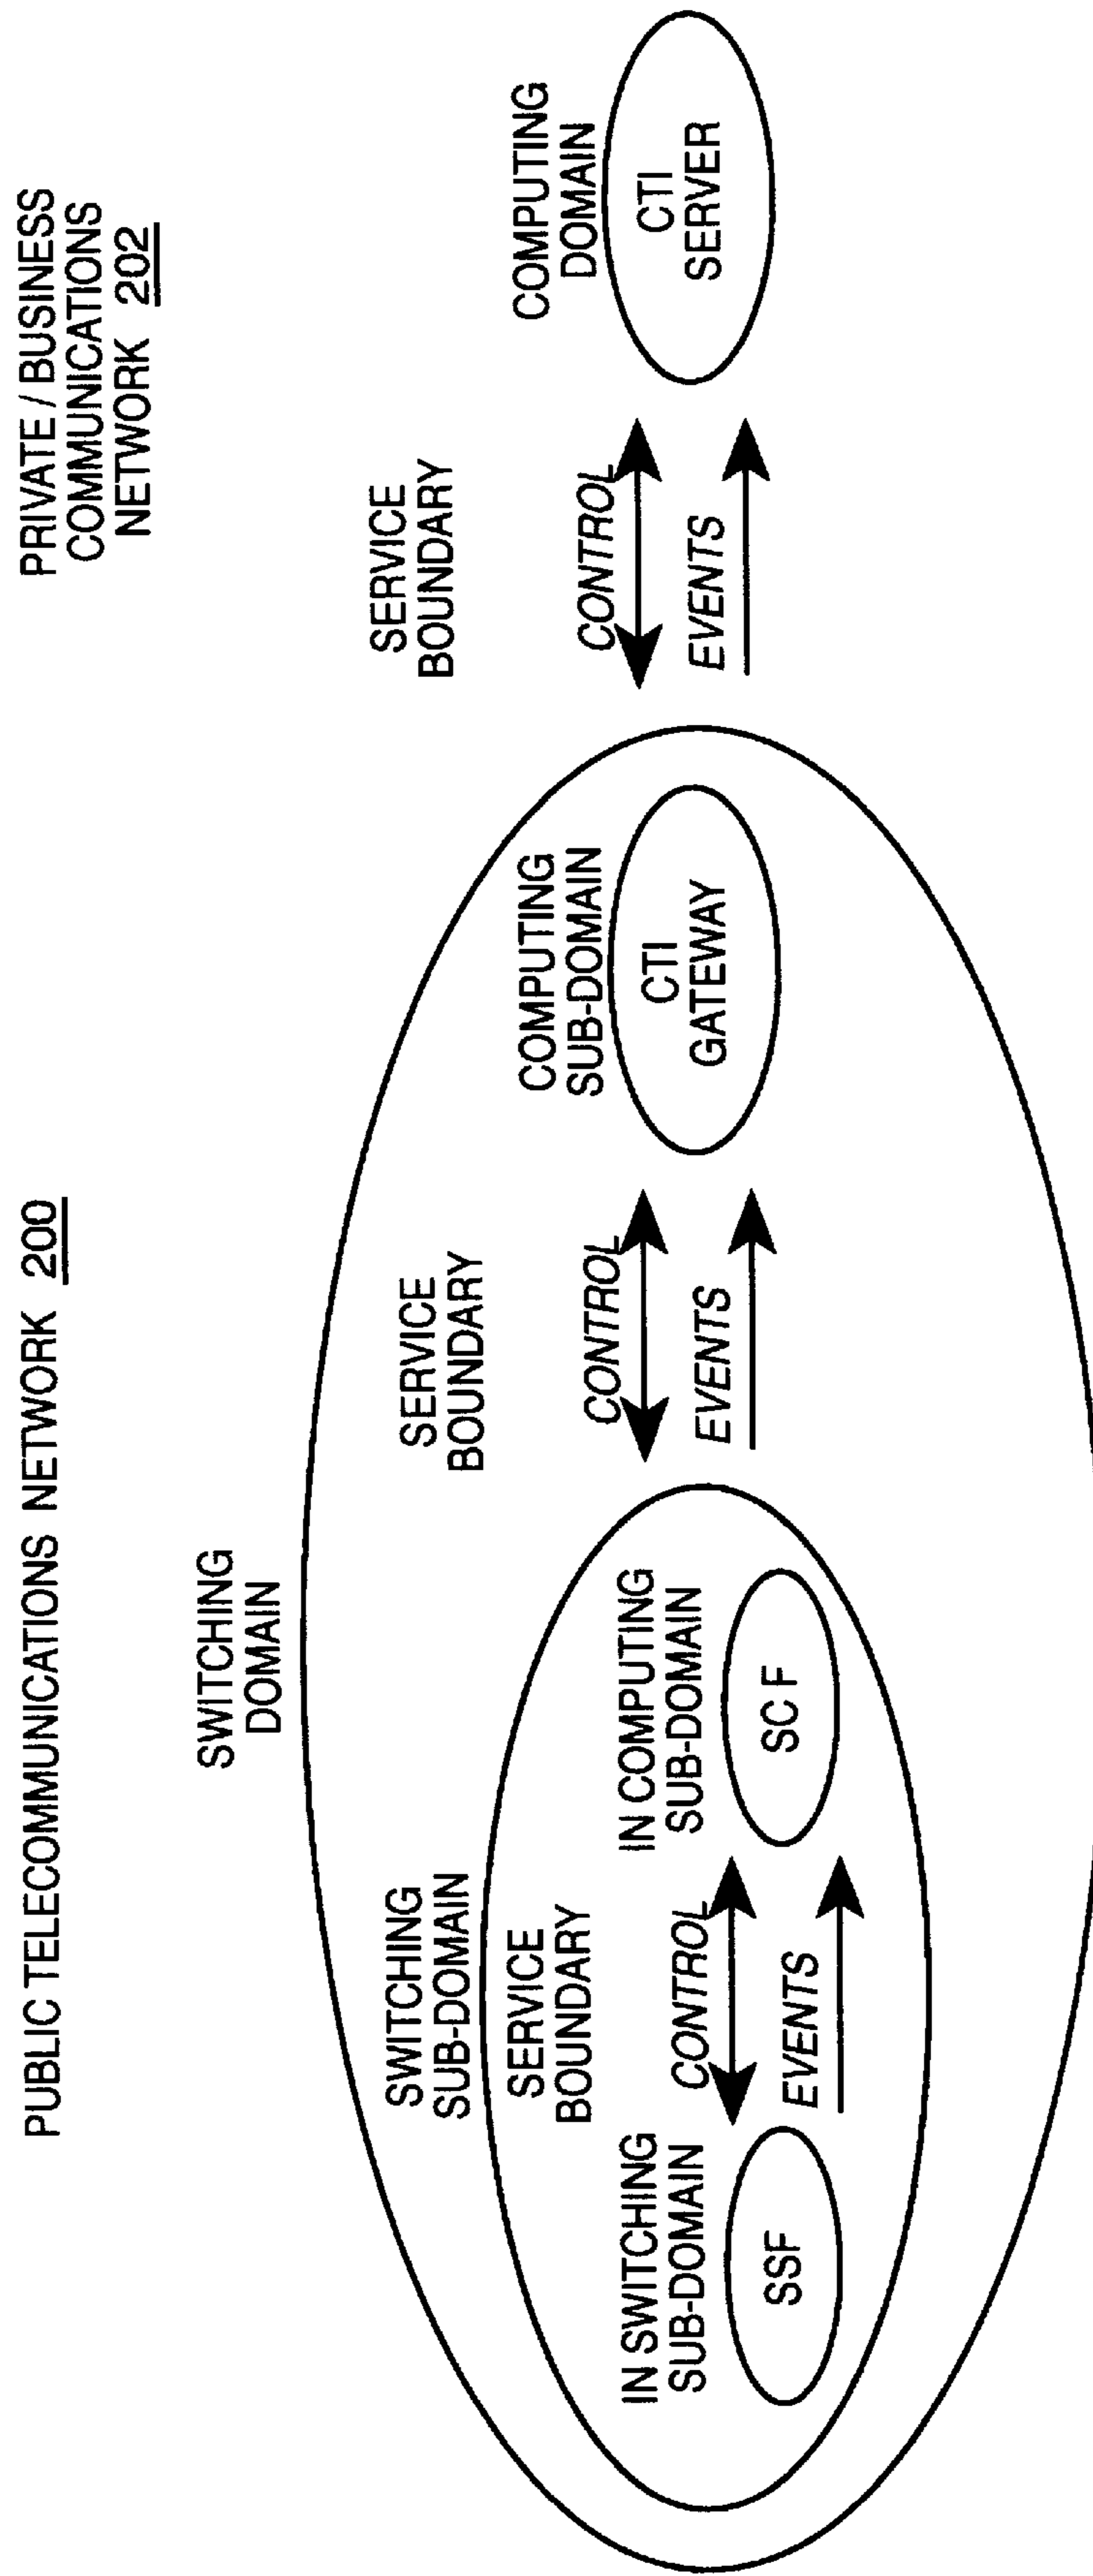 PUBLIC TELECOMMUNICATIONS NETWORK 200
PRIVATE / BUSINESS
COMMUNICATIONS
NETWORK 202
SWITCHING
DOMAIN
SWITCHING
SUB-DOMAIN
SERVICE
BOUNDARY
IN SWITCHING
SUB-DOMAIN
SSF
CONTROL
EVENTS
IN COMPUTING
SUB-DOMAIN
SC F
SERVICE
BOUNDARY
CONTROL
EVENTS
COMPUTING
SUB-DOMAIN
CTI
GATEWAY
SERVICE
BOUNDARY
CONTROL
EVENTS
COMPUTING
DOMAIN
CTI
SERVER